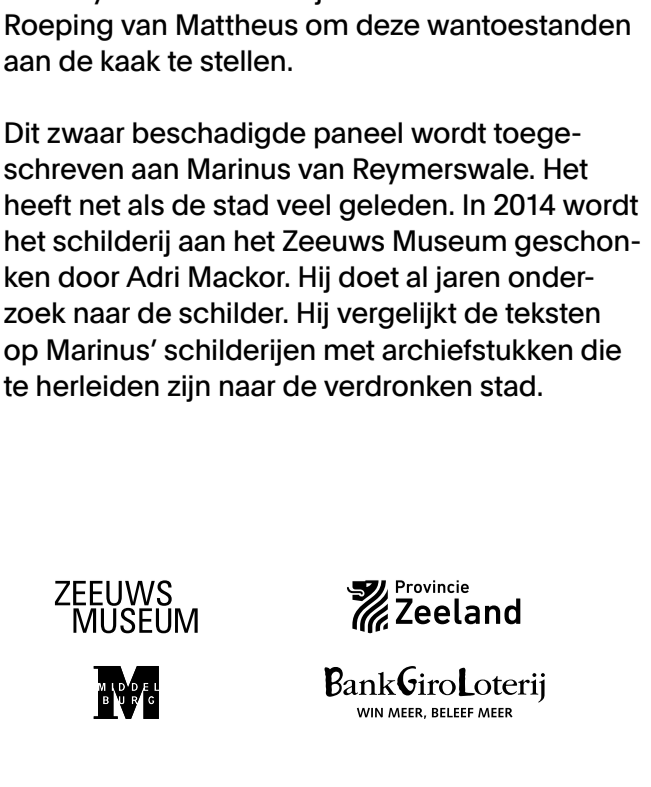 Roeping van Mattheus om deze wantoestanden
aan de kaak te stellen.
Dit zwaar beschadigde paneel wordt toege-
schreven aan Marinus van Reymerswale. Het
heeft net als de stad veel geleden. In 2014 wordt
het schilderij aan het Zeeuws Museum geschon-
ken door Adri Mackor. Hij doet al jaren onder-
zoek naar de schilder. Hij vergelijkt de teksten
op Marinus’ schilderijen met archiefstukken die
te herleiden zijn naar de verdronken stad.
ZEEUWS
MUSEUM
Provincie
Zeeland
MIDDEL
BURG
BankGiroLoterij
WIN MEER, BELEEF MEER